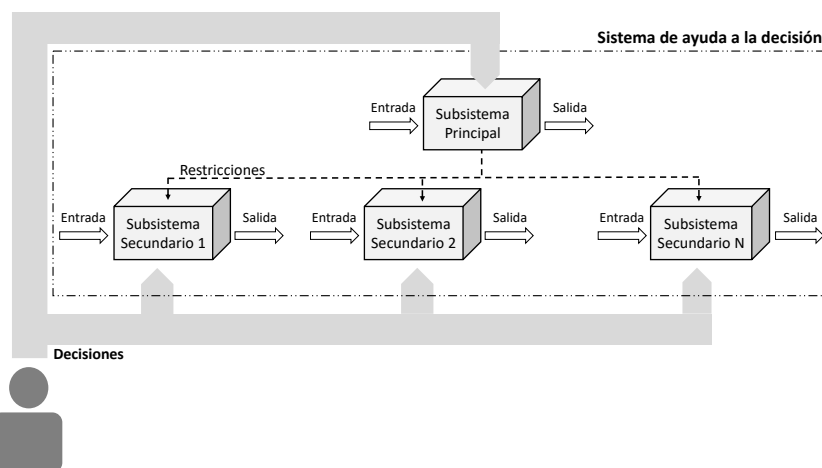 Sistema de ayuda a la decisión
Entrada
Subsistema
Principal
Salida
Restricciones
Entrada
Subsistema
Secundario 1
Salida
Entrada
Subsistema
Secundario 2
Salida
Entrada
Subsistema
Secundario N
Salida
Decisiones